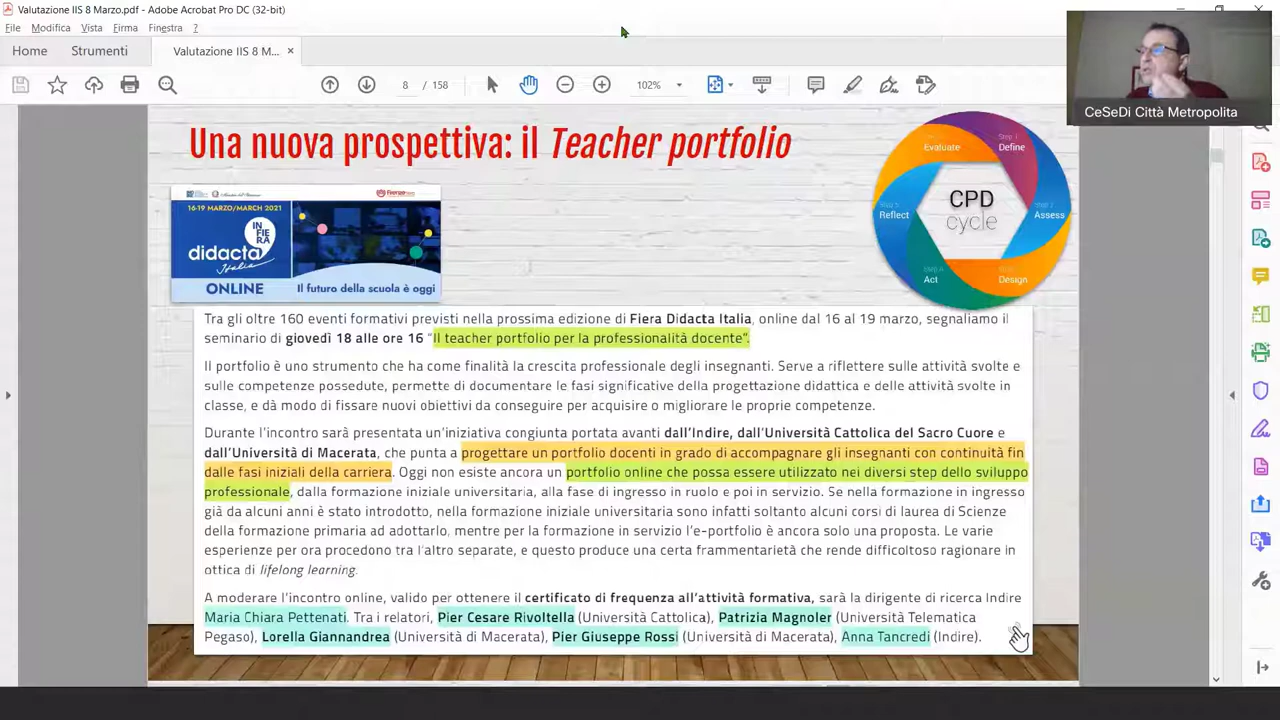 Valutazione IIS 8 Marzo.pdf - Adobe Acrobat Pro DC (32-bit)
File Modifica Vista Firma Finestra ?
Home Strumenti Valutazione IIS 8 M... ×
8 / 158 102%
CeSeDi Città Metropolita
Una nuova prospettiva: il Teacher portfolio
16-19 MARZO/MARCH 2021
IN FIERA
didacta
Italia
ONLINE
Il futuro della scuola è oggi
Evaluate
Define
Reflect
CPD
cycle
Assess
Act
Design
Tra gli oltre 160 eventi formativi previsti nella prossima edizione di Fiera Didacta Italia, online dal 16 al 19 marzo, segnaliamo il
seminario di giovedì 18 alle ore 16 “Il teacher portfolio per la professionalità docente”.
Il portfolio è uno strumento che ha come finalità la crescita professionale degli insegnanti. Serve a riflettere sulle attività svolte e
sulle competenze possedute, permette di documentare le fasi significative della progettazione didattica e delle attività svolte in
classe, e dà modo di fissare nuovi obiettivi da conseguire per acquisire o migliorare le proprie competenze.
Durante l’incontro sarà presentata un’iniziativa congiunta portata avanti dall’Indire, dall’Università Cattolica del Sacro Cuore e
dall’Università di Macerata, che punta a progettare un portfolio docenti in grado di accompagnare gli insegnanti con continuità fin
dalle fasi iniziali della carriera. Oggi non esiste ancora un portfolio online che possa essere utilizzato nei diversi step dello sviluppo
professionale, dalla formazione iniziale universitaria, alla fase di ingresso in ruolo e poi in servizio. Se nella formazione in ingresso
già da alcuni anni è stato introdotto, nella formazione iniziale universitaria sono infatti soltanto alcuni corsi di laurea di Scienze
della formazione primaria ad adottarlo, mentre per la formazione in servizio l’e-portfolio è ancora solo una proposta. Le varie
esperienze per ora procedono tra l’altro separate, e questo produce una certa frammentarietà che rende difficoltoso ragionare in
ottica di lifelong learning.
A moderare l’incontro online, valido per ottenere il certificato di frequenza all’attività formativa, sarà la dirigente di ricerca Indire
Maria Chiara Pettenati. Tra i relatori, Pier Cesare Rivoltella (Università Cattolica), Patrizia Magnoler (Università Telematica
Pegaso), Lorella Giannandrea (Università di Macerata), Pier Giuseppe Rossi (Università di Macerata), Anna Tancredi (Indire).